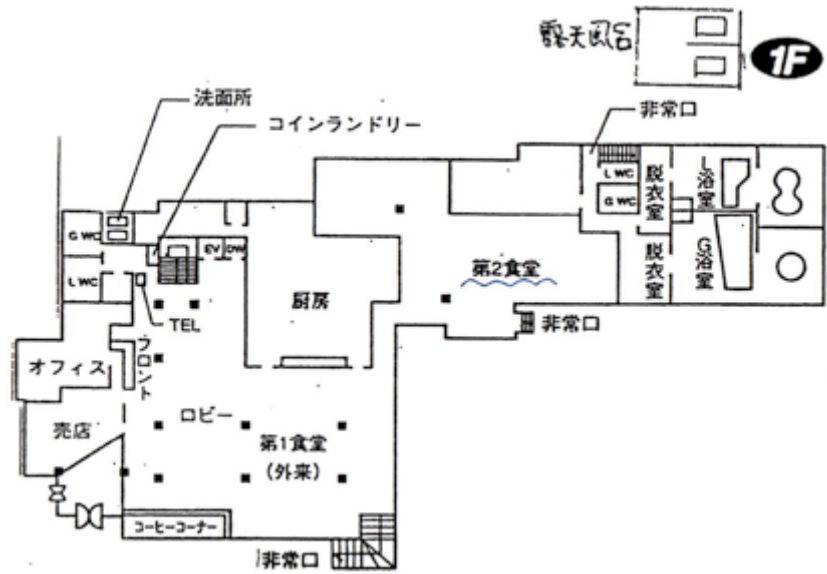 露天風呂
1F
洗面所
コインランドリー
非常口
L WC
G WC
脱衣室
L浴室
G WC
EV
DW
L WC
第2食堂
脱衣室
G浴室
厨房
TEL
非常口
オフィス
フロント
ロビー
売店
第1食堂
(外来)
コーヒーコーナー
非常口